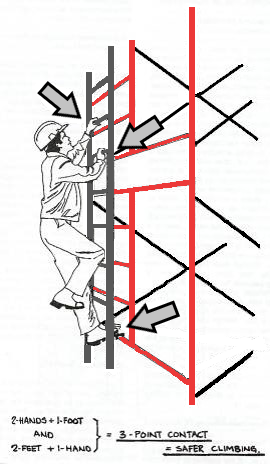 2-HANDS + 1-FOOT
AND
2-FEET + 1-HAND
= 3-POINT CONTACT
= SAFER CLIMBING.